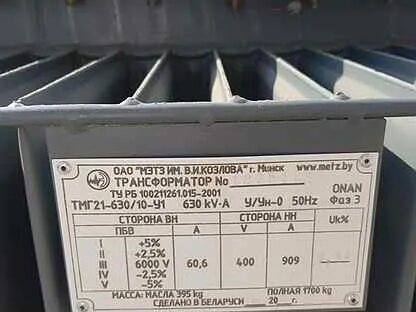 ОАО "МЭТЗ ИМ. В.И.КОЗЛОВА" г. Минск www.metz.by
ТРАНСФОРМАТОР No
ТУ РБ 100211261.015-2001 ONAN
ТМГ21-630/10-У1 630 kV·A У/Ун-0 50Hz Фаз 3
СТОРОНА ВН СТОРОНА НН Uk%
ПБВ А V А
I +5%
II +2,5%
III 6000 V 60,6 400 909
IV -2,5%
V -5%
МАССА: МАСЛА 395 kg ПОЛНАЯ 1700 kg
СДЕЛАНО В БЕЛАРУСИ 20 г.